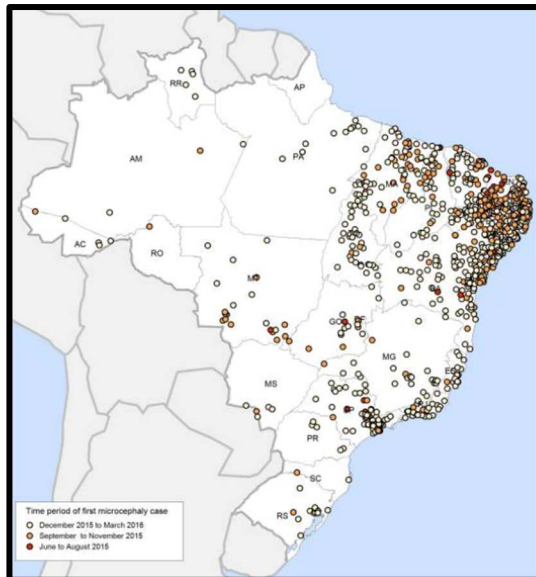 RR
AP
AM
PA
MA
AC
RO
MT
GO
DF
MG
ES
MS
PR
SC
RS
Time period of first microcephaly case
December 2015 to March 2016
September to November 2015
June to August 2015